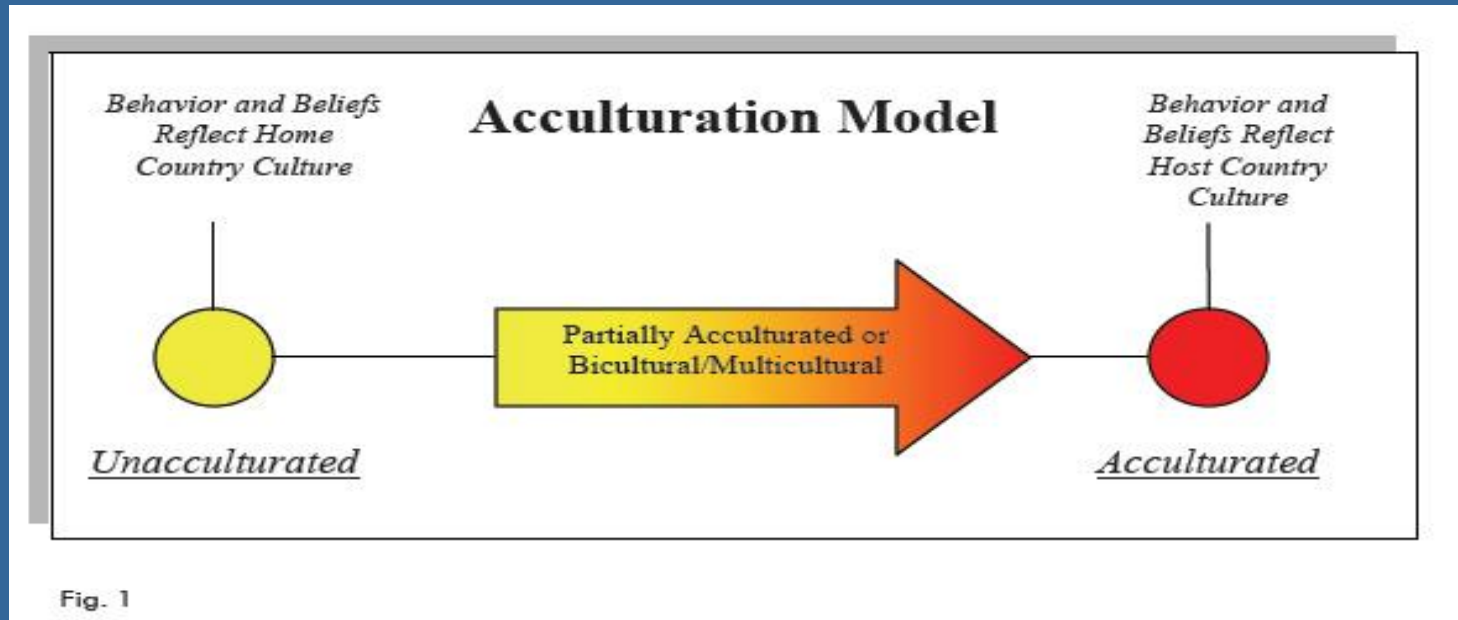 Acculturation Model
Behavior and Beliefs
Reflect Home
Country Culture
Behavior and
Beliefs Reflect
Host Country
Culture
Partially Acculturated or
Bicultural/Multicultural
Unacculturated
Acculturated
Fig. 1